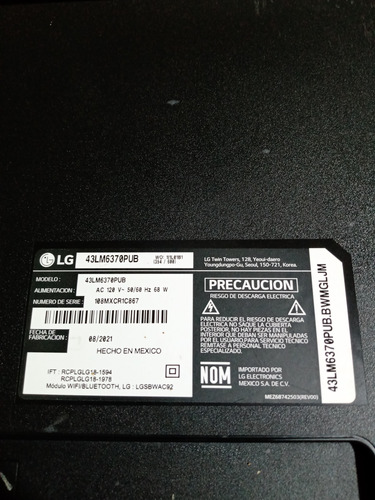 LG
43LM6370PUB
MODELO :
43LM6370PUB
ALIMENTACION :
AC 120 V~ 50/60 Hz 68 W
NUMERO DE SERIE :
108MXCR1C867
FECHA DE
FABRICACION :
08/2021
HECHO EN MEXICO
IFT : RCPLGLG18-1594
RCPLGLG18-1978
Módulo WIFI/BLUETOOTH, LG : LGSBWAC92
LG Twin Towers, 128, Yeoui-daero
Youngdungpo-Gu, Seoul, 150-721, Korea.
PRECAUCION
RIESGO DE DESCARGA ELECTRICA
PARA REDUCIR EL RIESGO DE DESCARGA
ELECTRICA NO SAQUE LA CUBIERTA
POSTERIOR, NO HAY PIEZAS EN EL
INTERIOR QUE DEBAN SER REPARADAS
POR EL USUARIO PARA SERVICIO TECNICO
REMITASE A PERSONAL TECNICO
ESPECIALIZADO.
NOM
IMPORTADO POR
LG ELECTRONICS
MEXICO S.A. DE C.V.
MEZ68742503(REV00)
43LM6370PUB.BWMGLJM